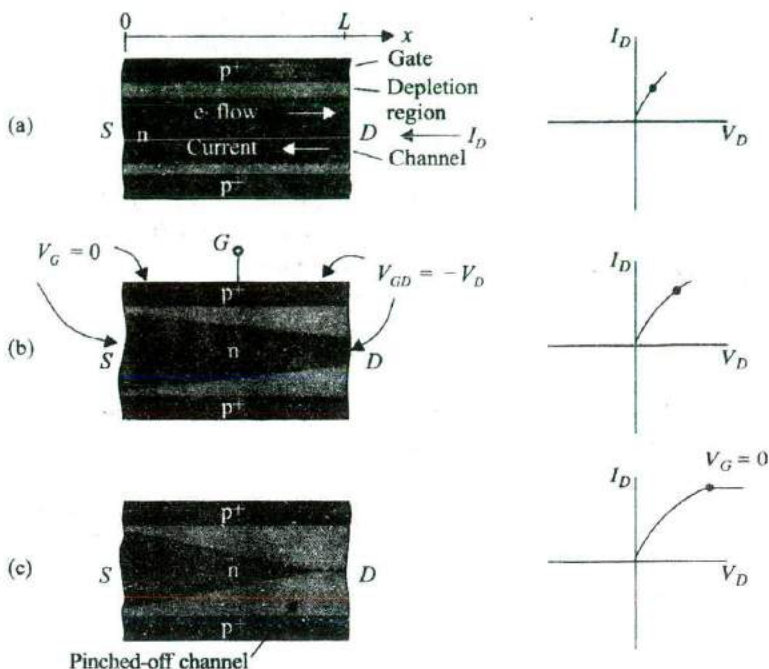 0 L x
p⁺ Gate
Depletion
region
(a) S n e⁻ flow D I_D
Current Channel
p⁺
I_D
V_D
V_G = 0 G V_GD = −V_D
p⁺
(b) S n D
p⁺
I_D
V_D
p⁺
(c) S n D
p⁺
Pinched-off channel
V_G = 0
I_D
V_D